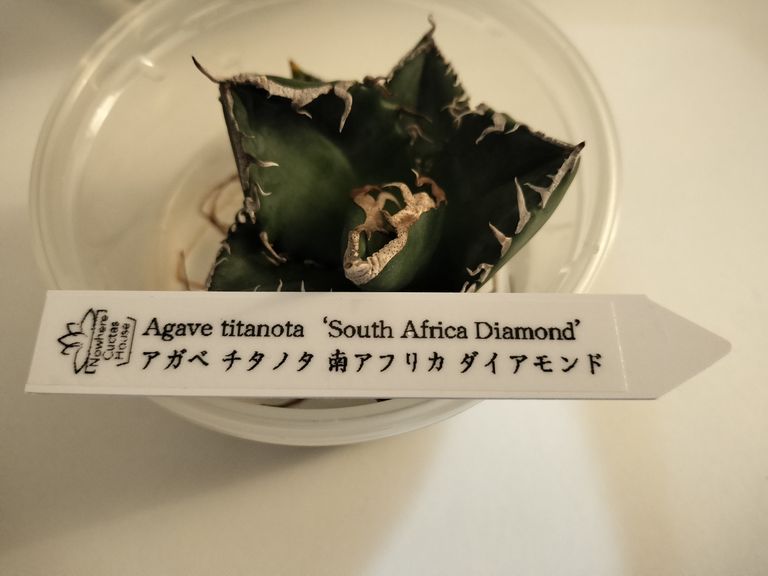 Nowhere
Cuctas
House
Agave titanota ‘South Africa Diamond’
アガベ チタノタ 南アフリカ ダイアモンド